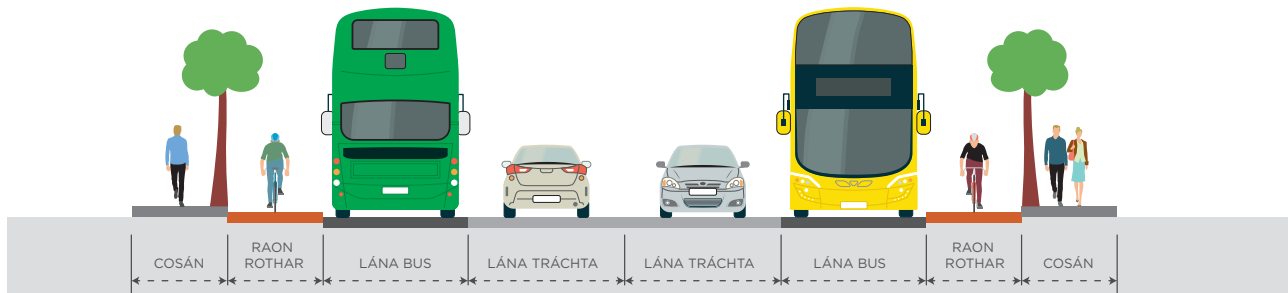 COSÁN
RAON
ROTHAR
LÁNA BUS
LÁNA TRÁCHTA
LÁNA TRÁCHTA
LÁNA BUS
RAON
ROTHAR
COSÁN